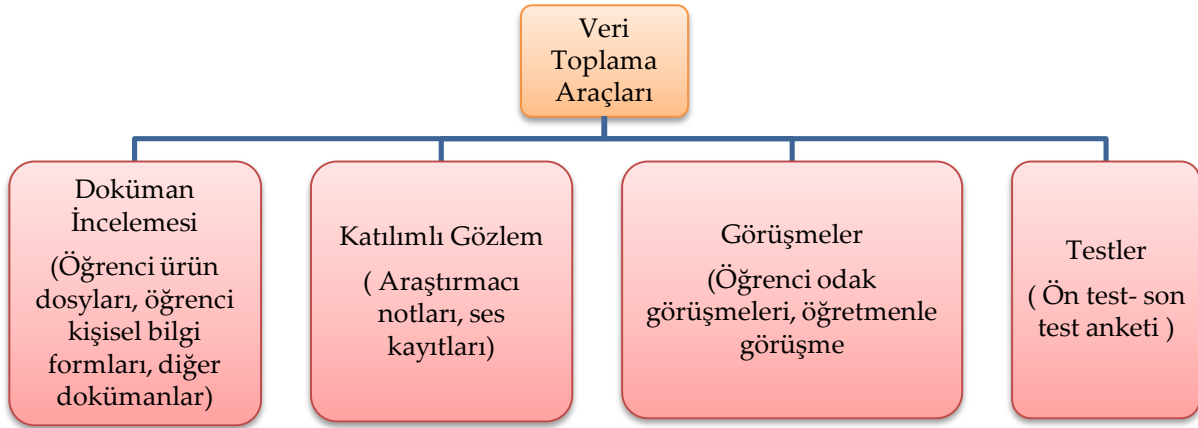 Veri
Toplama
Araçları
Doküman
İncelemesi
(Öğrenci ürün
dosyları, öğrenci
kişisel bilgi
formları, diğer
dokümanlar)
Katılımlı Gözlem
( Araştırmacı
notları, ses
kayıtları)
Görüşmeler
(Öğrenci odak
görüşmeleri, öğretmenle
görüşme
Testler
( Ön test- son
test anketi )